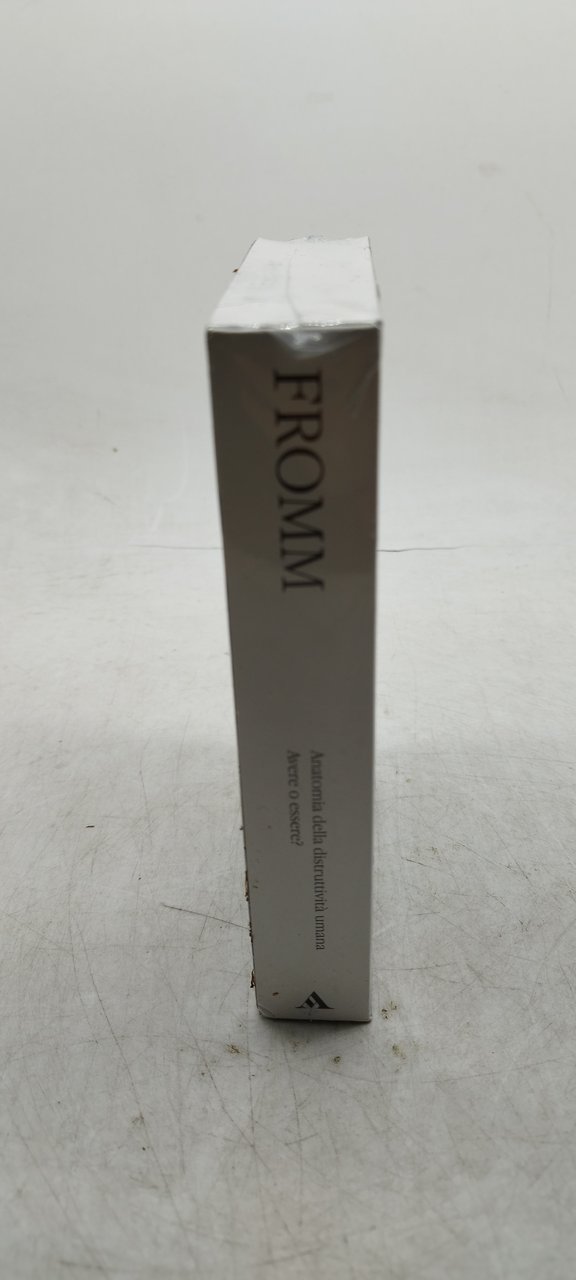 FROMM
Anatomia della distruttività umana
Avere o essere?